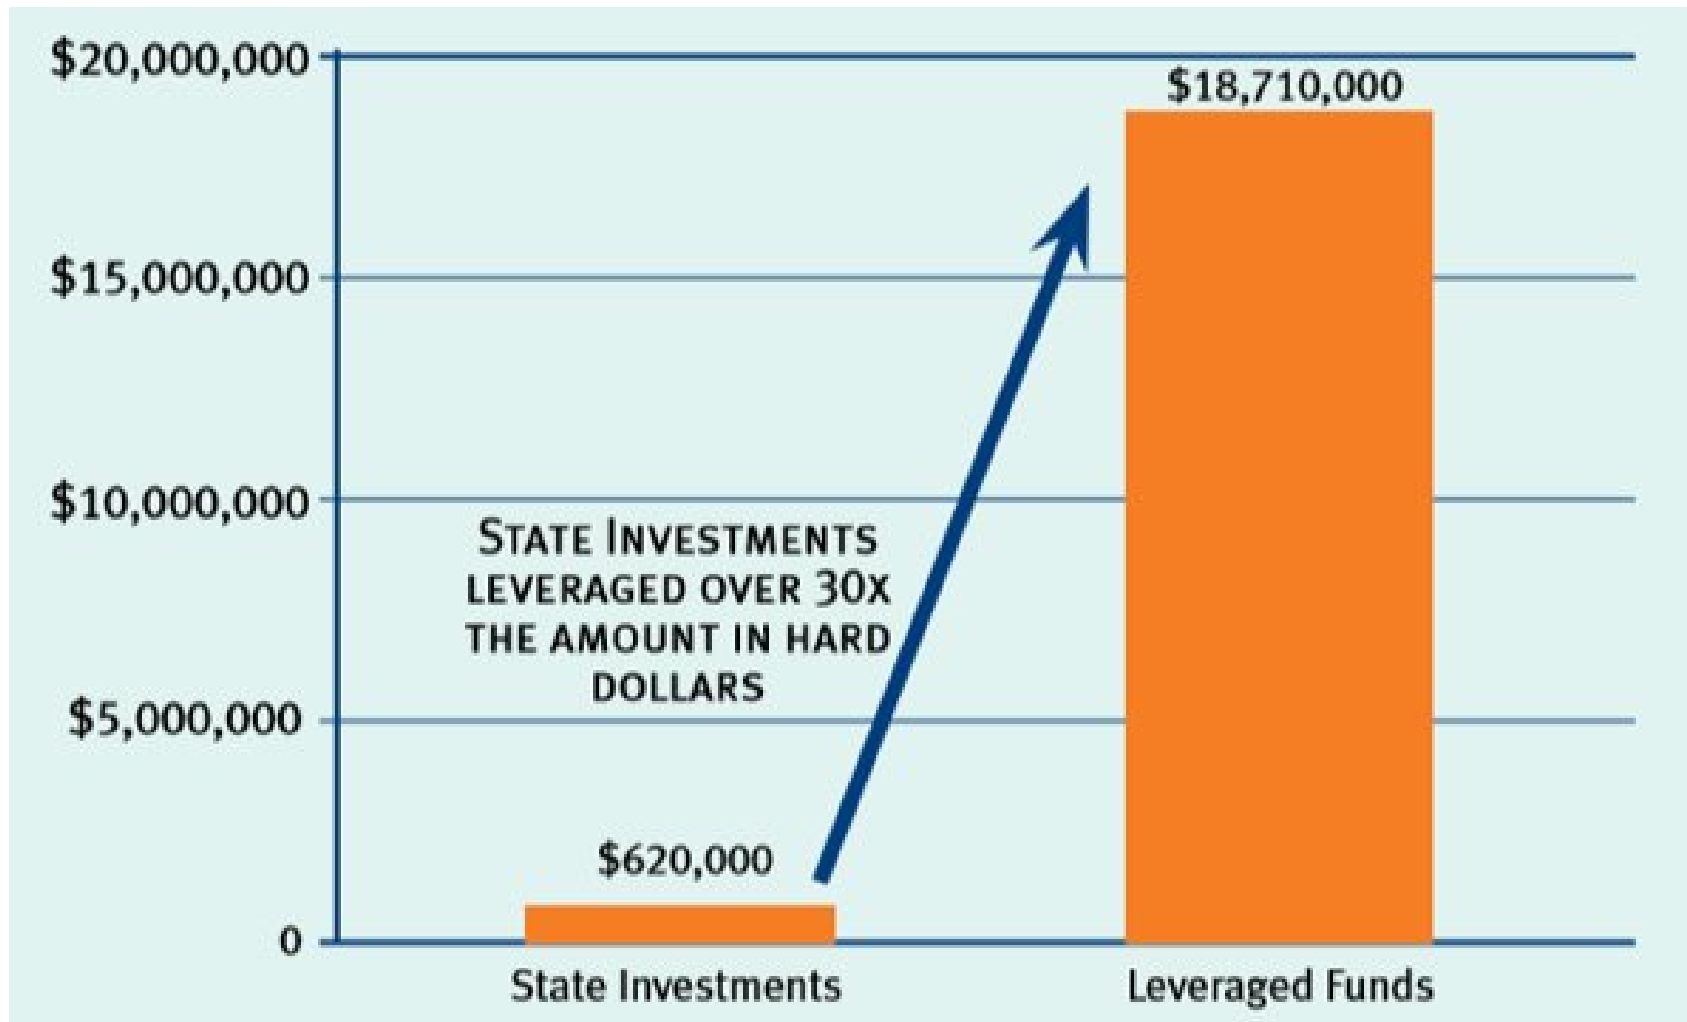 $20,000,000
$18,710,000
$15,000,000
$10,000,000
STATE INVESTMENTS
LEVERAGED OVER 30X
THE AMOUNT IN HARD
DOLLARS
$5,000,000
$620,000
0
State Investments
Leveraged Funds